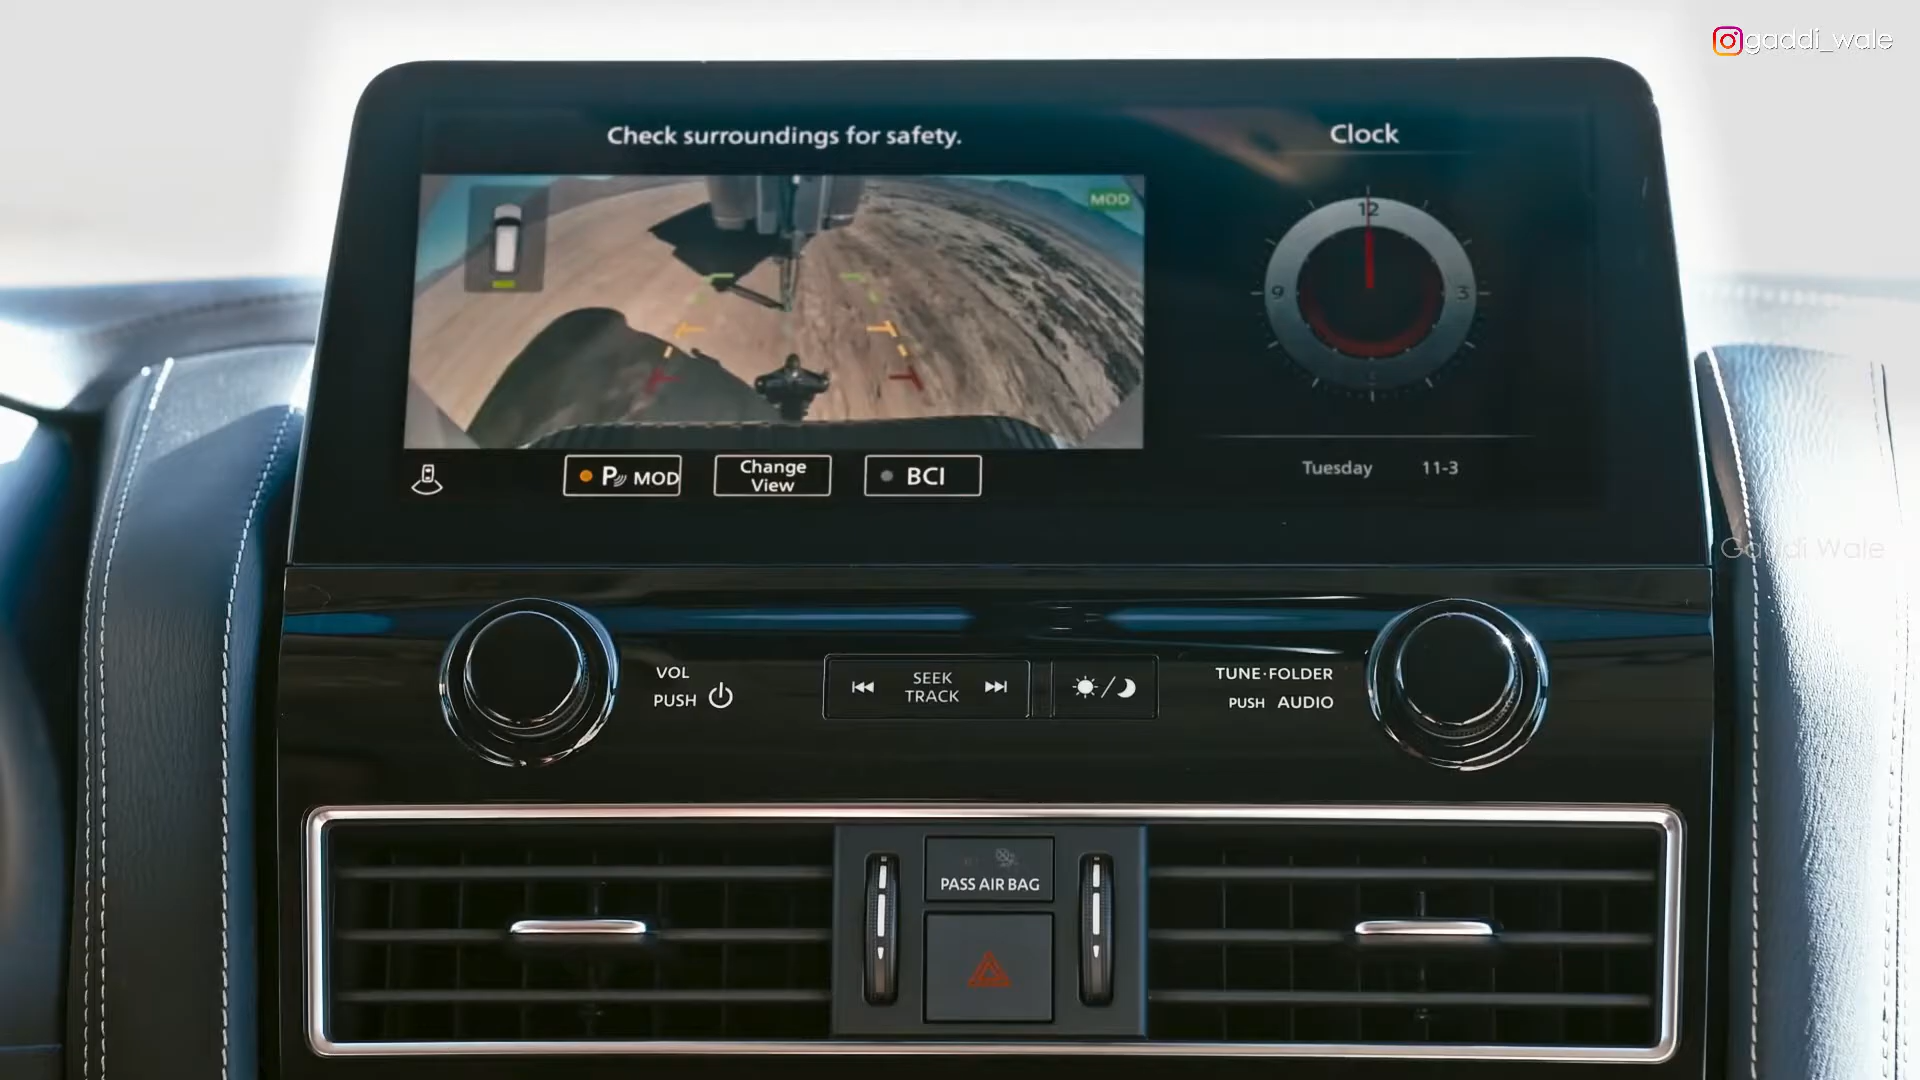 gaddi_wale
Check surroundings for safety.
Clock
MOD
12
9
3
P MOD
Change
View
BCI
Tuesday 11-3
Gaddi Wale
VOL
PUSH
SEEK
TRACK
TUNE·FOLDER
PUSH AUDIO
PASS AIR BAG